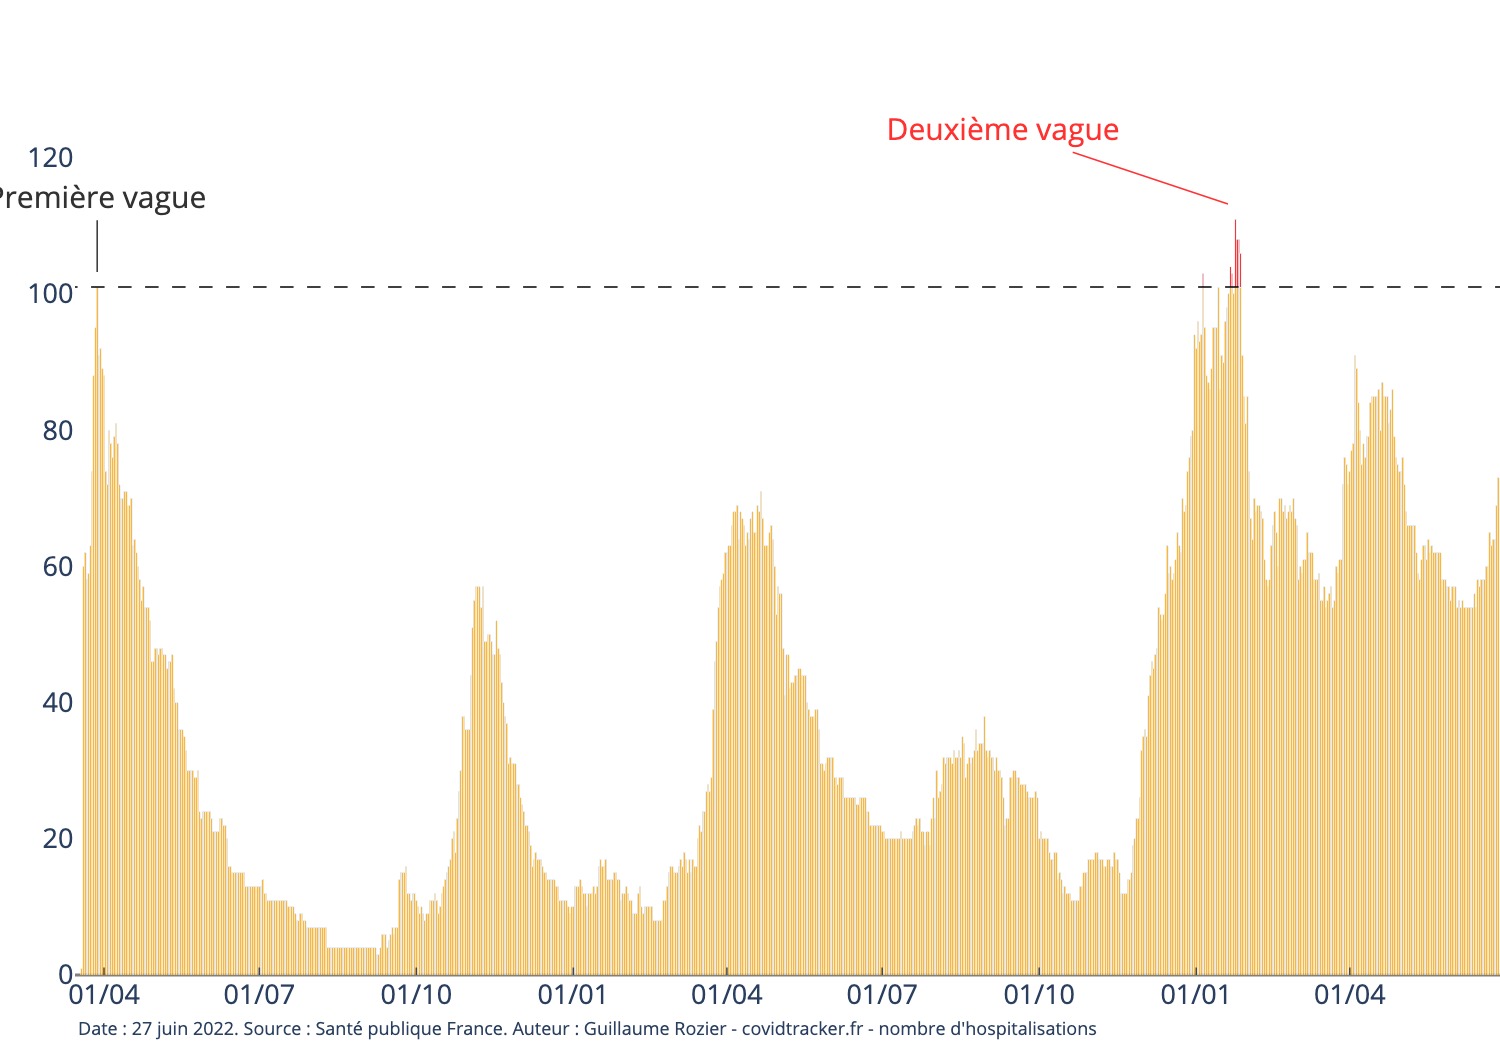 Deuxième vague
120
Première vague
100
80
60
40
20
0
01/04 01/07 01/10 01/01 01/04 01/07 01/10 01/01 01/04
Date : 27 juin 2022. Source : Santé publique France. Auteur : Guillaume Rozier - covidtracker.fr - nombre d'hospitalisations